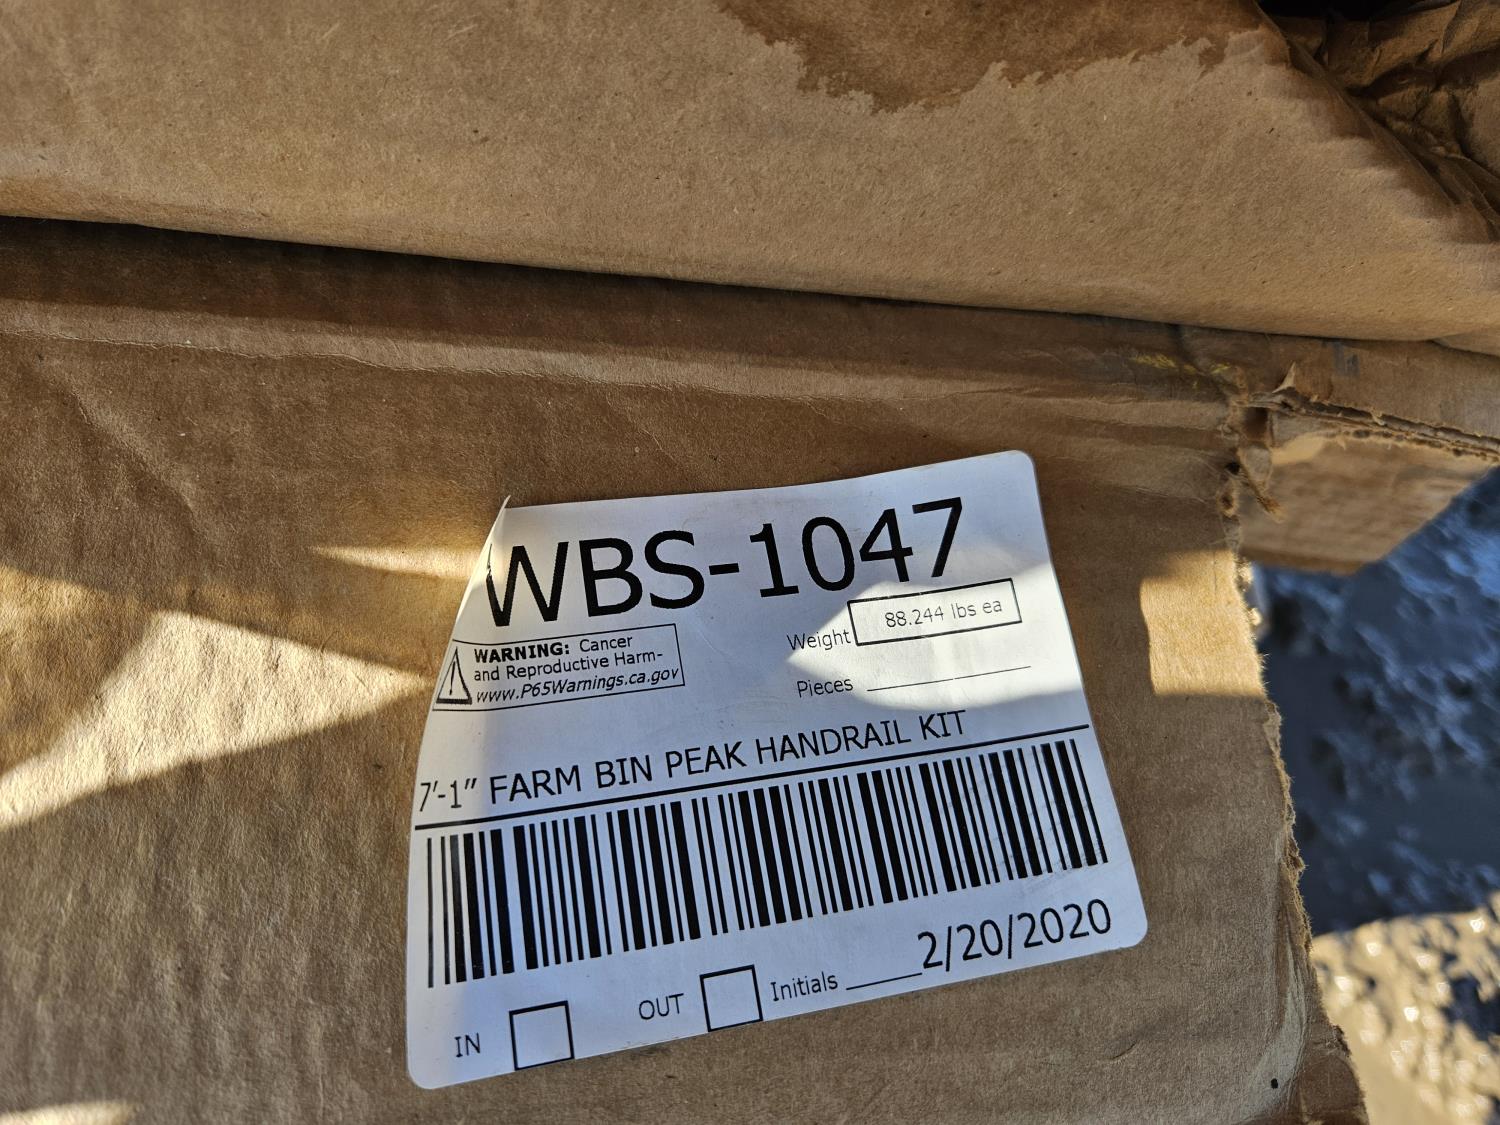 WBS-1047
WARNING: Cancer
and Reproductive Harm-
www.P65Warnings.ca.gov
Weight 88.244 lbs ea
Pieces
7'-1" FARM BIN PEAK HANDRAIL KIT
2/20/2020
IN OUT Initials